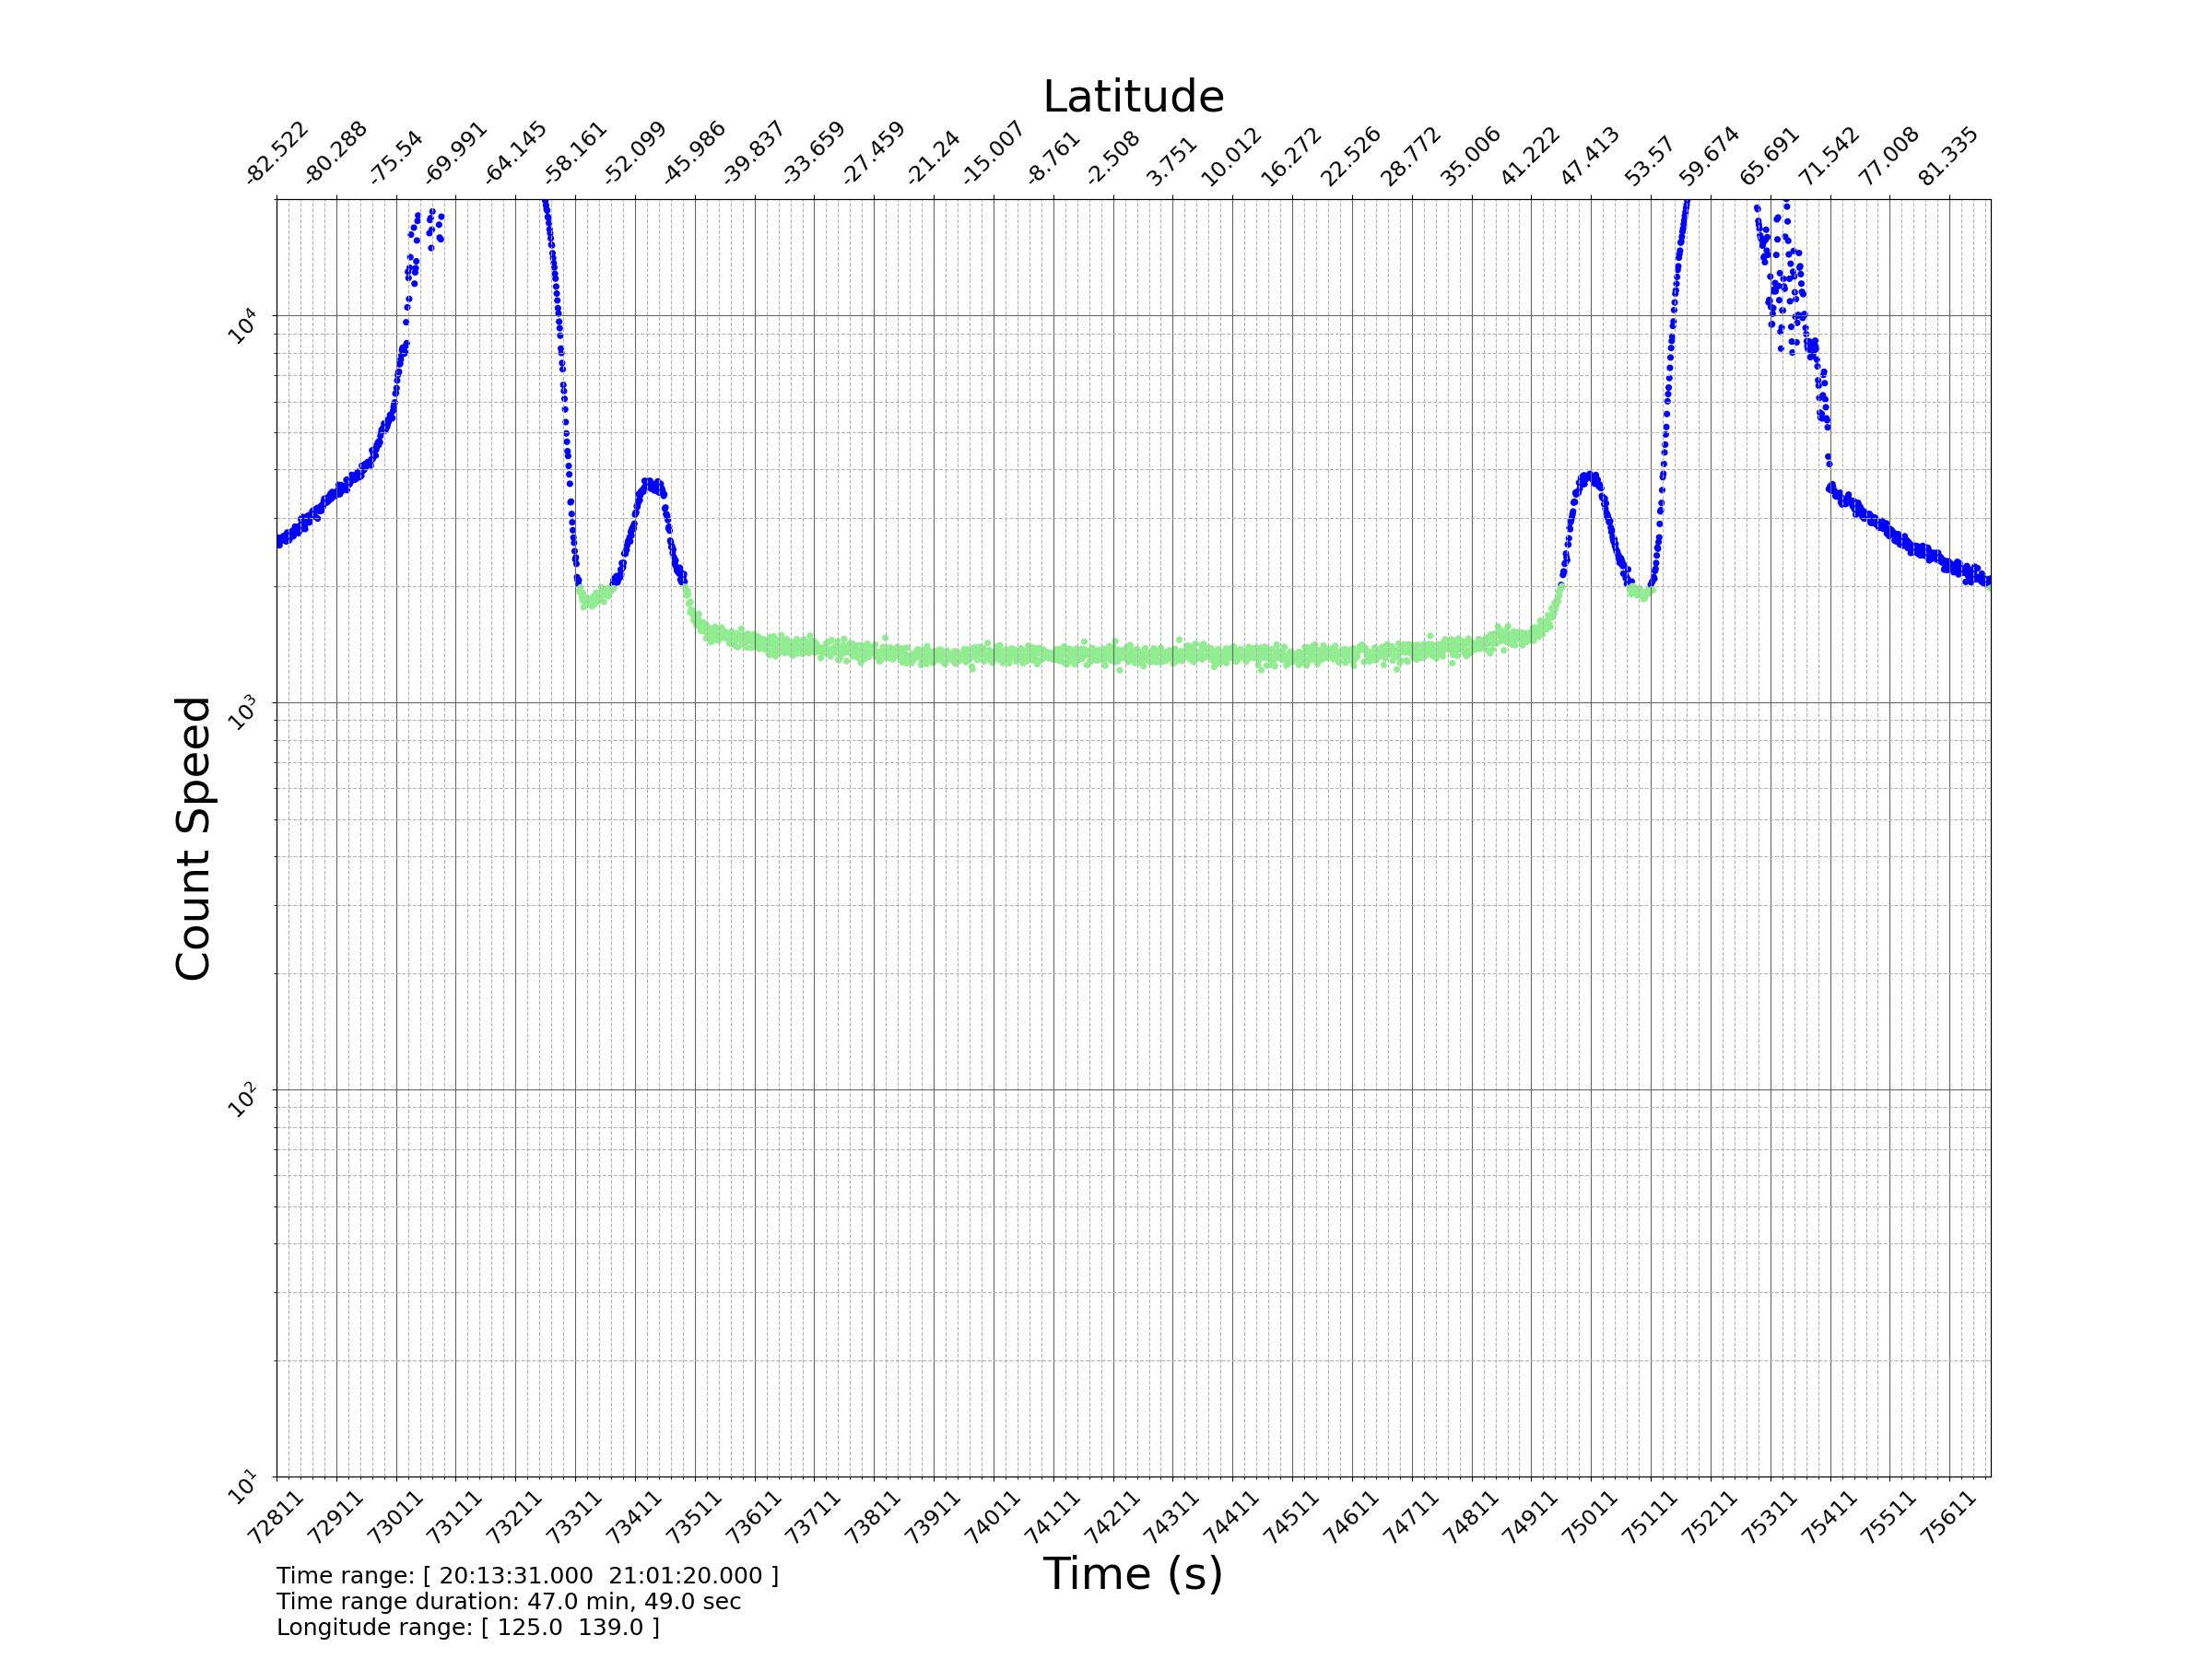 Latitude
-82.522 -80.288 -75.54 -69.991 -64.145 -58.161 -52.099 -45.986 -39.837 -33.659 -27.459 -21.24 -15.007 -8.761 -2.508 3.751 10.012 16.272 22.526 28.772 35.006 41.222 47.413 53.57 59.674 65.691 71.542 77.008 81.335
10⁴
10³
10²
10¹
Count Speed
72811 72911 73011 73111 73211 73311 73411 73511 73611 73711 73811 73911 74011 74111 74211 74311 74411 74511 74611 74711 74811 74911 75011 75111 75211 75311 75411 75511 75611
Time (s)
Time range: [ 20:13:31.000  21:01:20.000 ]
Time range duration: 47.0 min, 49.0 sec
Longitude range: [ 125.0  139.0 ]